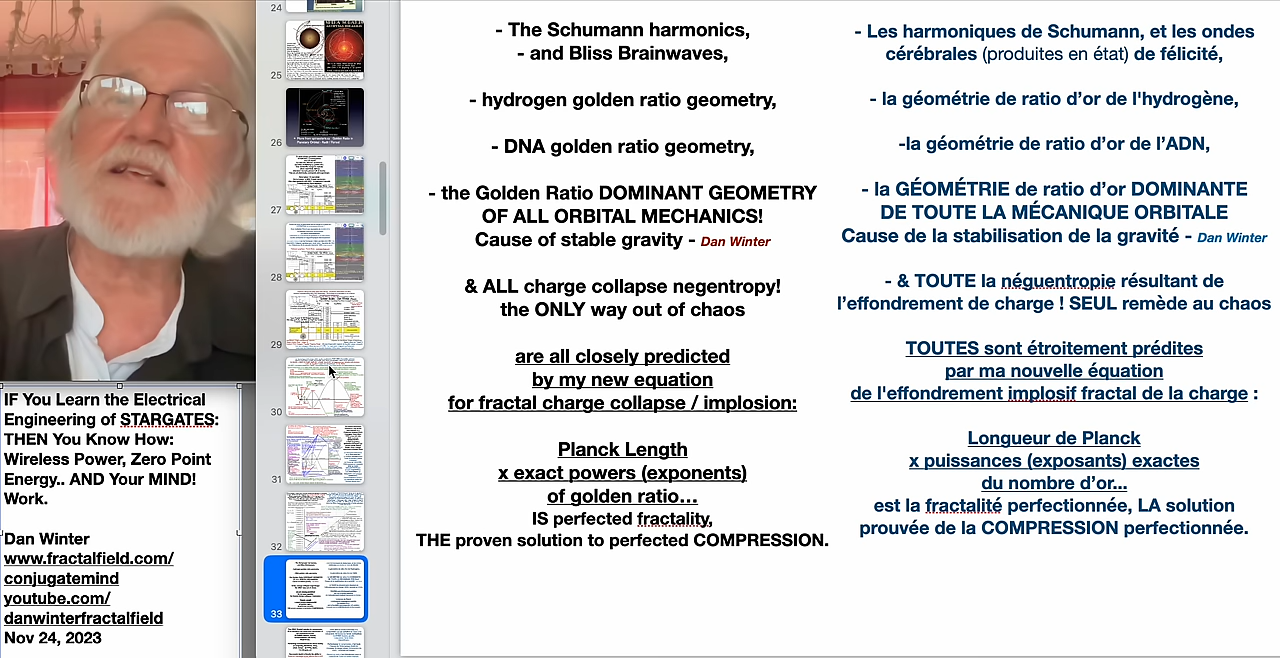 IF You Learn the Electrical
Engineering of STARGATES:
THEN You Know How:
Wireless Power, Zero Point
Energy.. AND Your MIND!
Work.
Dan Winter
www.fractalfield.com/
conjugatemind
youtube.com/
danwinterfractalfield
Nov 24, 2023
24
25
26
27
28
29
30
31
32
33
- The Schumann harmonics,
- and Bliss Brainwaves,
- hydrogen golden ratio geometry,
- DNA golden ratio geometry,
- the Golden Ratio DOMINANT GEOMETRY
OF ALL ORBITAL MECHANICS!
Cause of stable gravity - Dan Winter
& ALL charge collapse negentropy!
the ONLY way out of chaos
are all closely predicted
by my new equation
for fractal charge collapse / implosion:
Planck Length
x exact powers (exponents)
of golden ratio...
IS perfected fractality,
THE proven solution to perfected COMPRESSION.
- Les harmoniques de Schumann, et les ondes
cérébrales (produites en état) de félicité,
- la géométrie de ratio d’or de l'hydrogène,
-la géométrie de ratio d’or de l’ADN,
- la GÉOMÉTRIE de ratio d’or DOMINANTE
DE TOUTE LA MÉCANIQUE ORBITALE
Cause de la stabilisation de la gravité - Dan Winter
- & TOUTE la néguentropie résultant de
l’effondrement de charge ! SEUL remède au chaos
TOUTES sont étroitement prédites
par ma nouvelle équation
de l'effondrement implosif fractal de la charge :
Longueur de Planck
x puissances (exposants) exactes
du nombre d’or...
est la fractalité perfectionnée, LA solution
prouvée de la COMPRESSION perfectionnée.